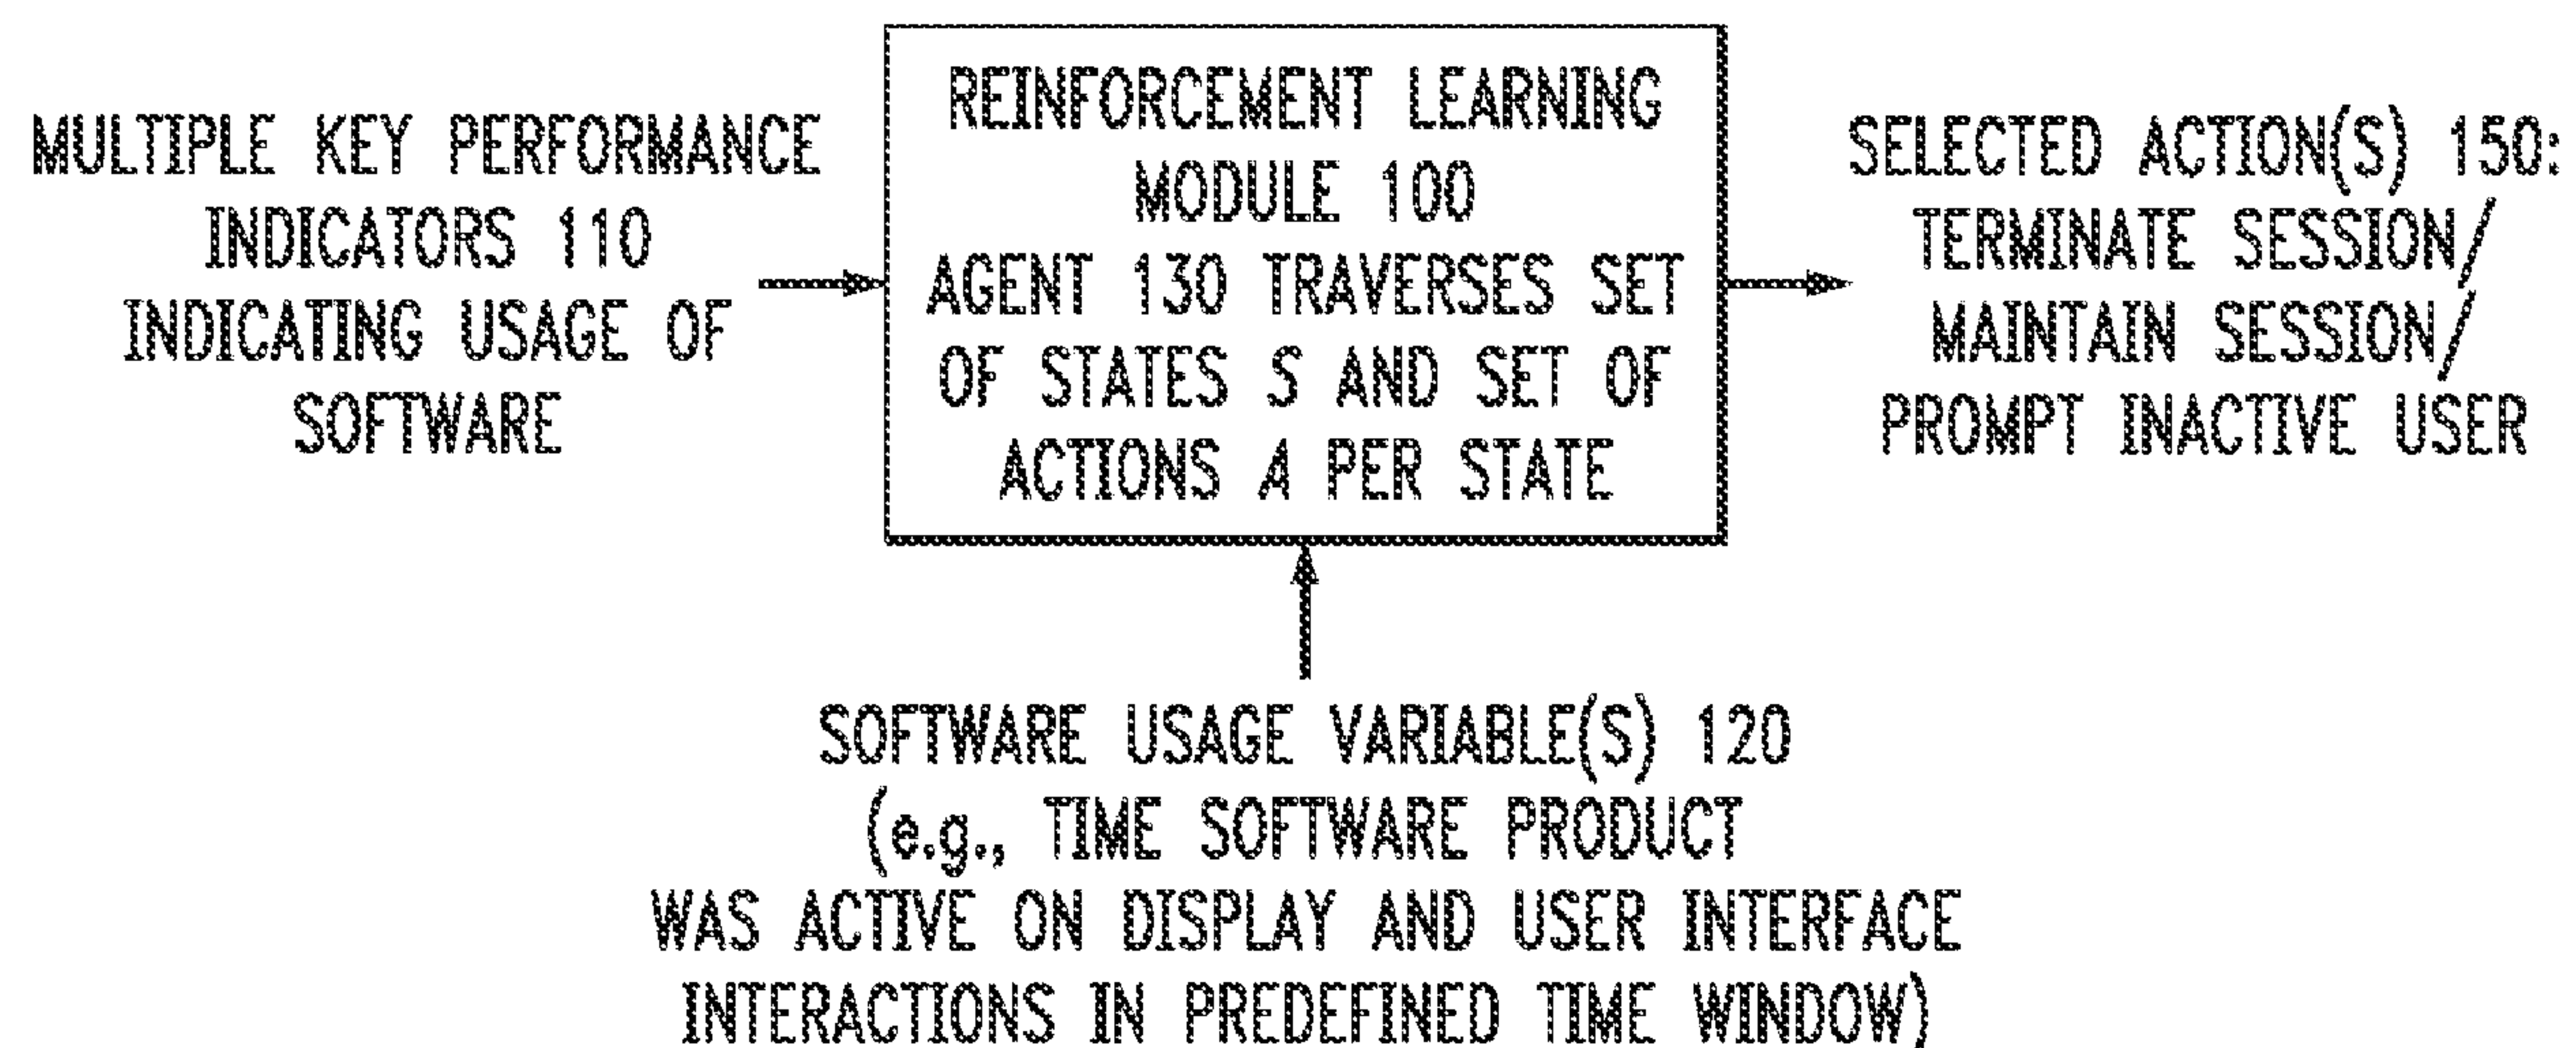 MULTIPLE KEY PERFORMANCE
INDICATORS 110
INDICATING USAGE OF
SOFTWARE
REINFORCEMENT LEARNING
MODULE 100
AGENT 130 TRAVERSES SET
OF STATES S AND SET OF
ACTIONS A PER STATE
SELECTED ACTION(S) 150:
TERMINATE SESSION/
MAINTAIN SESSION/
PROMPT INACTIVE USER
SOFTWARE USAGE VARIABLE(S) 120
(e.g., TIME SOFTWARE PRODUCT
WAS ACTIVE ON DISPLAY AND USER INTERFACE
INTERACTIONS IN PREDEFINED TIME WINDOW)